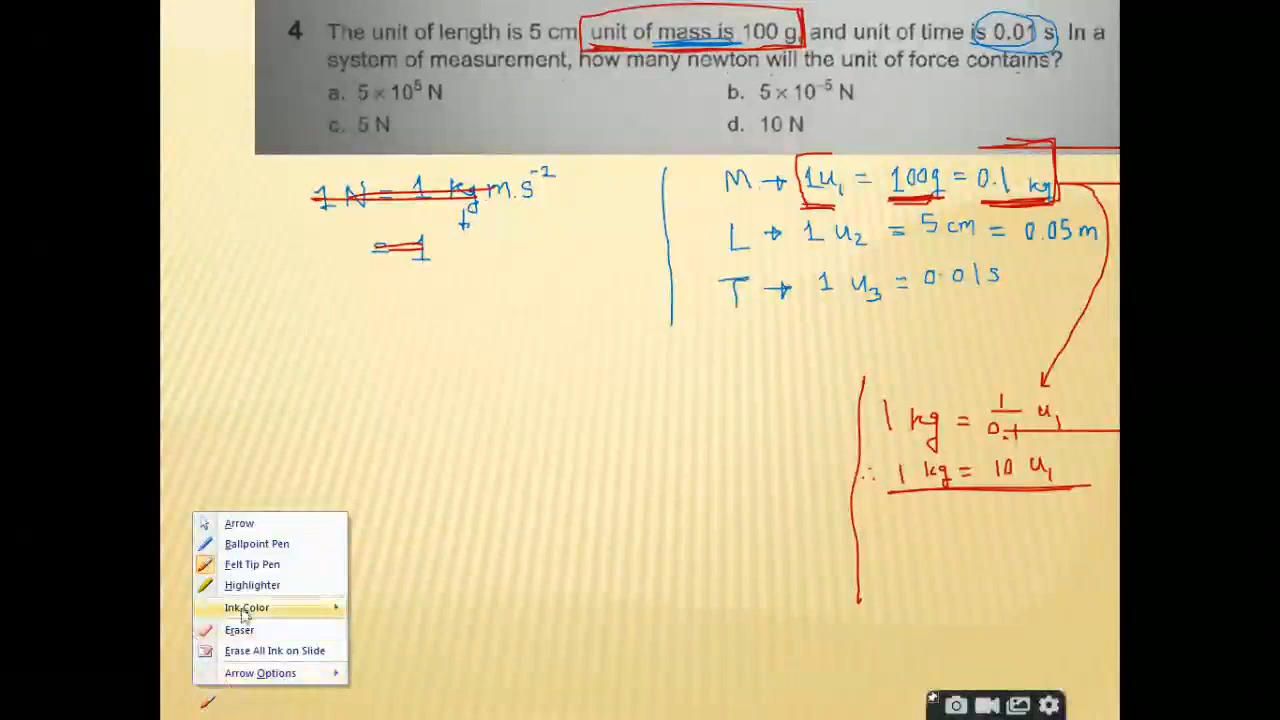 4 The unit of length is 5 cm, unit of mass is 100 g, and unit of time is 0.01 s. In a
system of measurement, how many newton will the unit of force contains?
a. 5 × 10⁵ N b. 5 × 10⁻⁵ N
c. 5 N d. 10 N
1 N = 1 kg m.s⁻²
= 1
M → 1u₁ = 100g = 0.1 kg
L → 1 u₂ = 5 cm = 0.05 m
T → 1 u₃ = 0.01s
1 kg = 1/0.1 u₁
∴ 1 kg = 10 u₁
Arrow
Ballpoint Pen
Felt Tip Pen
Highlighter
Ink Color
Eraser
Erase All Ink on Slide
Arrow Options